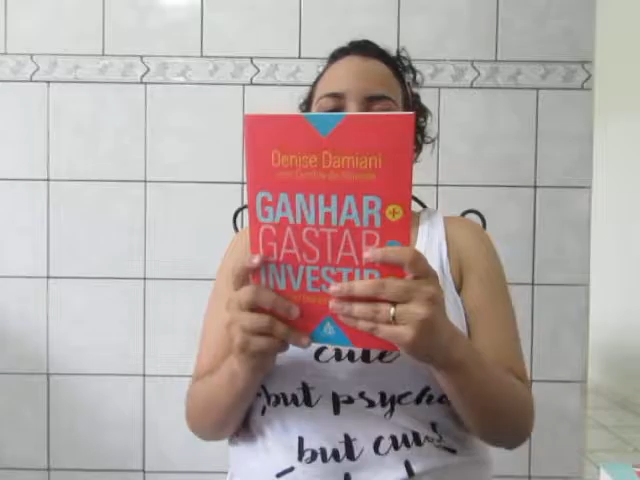 Denise Damiani
GANHAR +
GASTAR
INVESTIR
cute
but psycho
but cute